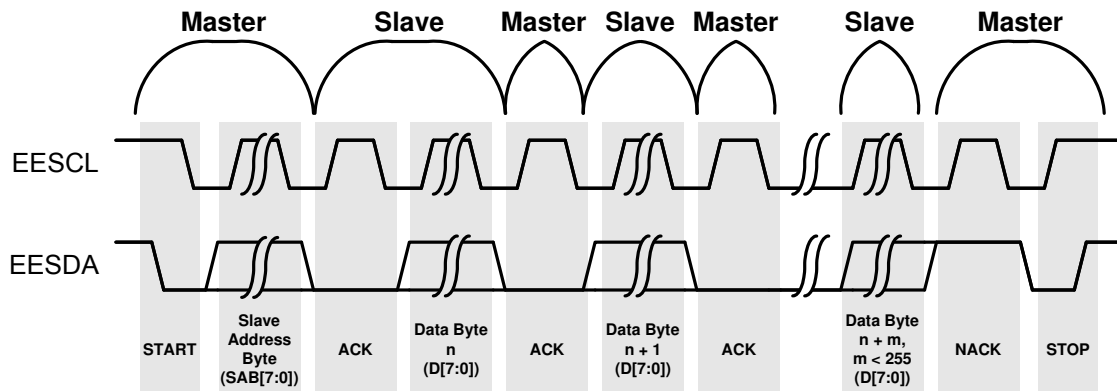 Master Slave Master Slave Master Slave Master
EESCL
EESDA
START
Slave
Address
Byte
(SAB[7:0])
ACK
Data Byte
n
(D[7:0])
ACK
Data Byte
n + 1
(D[7:0])
ACK
Data Byte
n + m,
m < 255
(D[7:0])
NACK
STOP